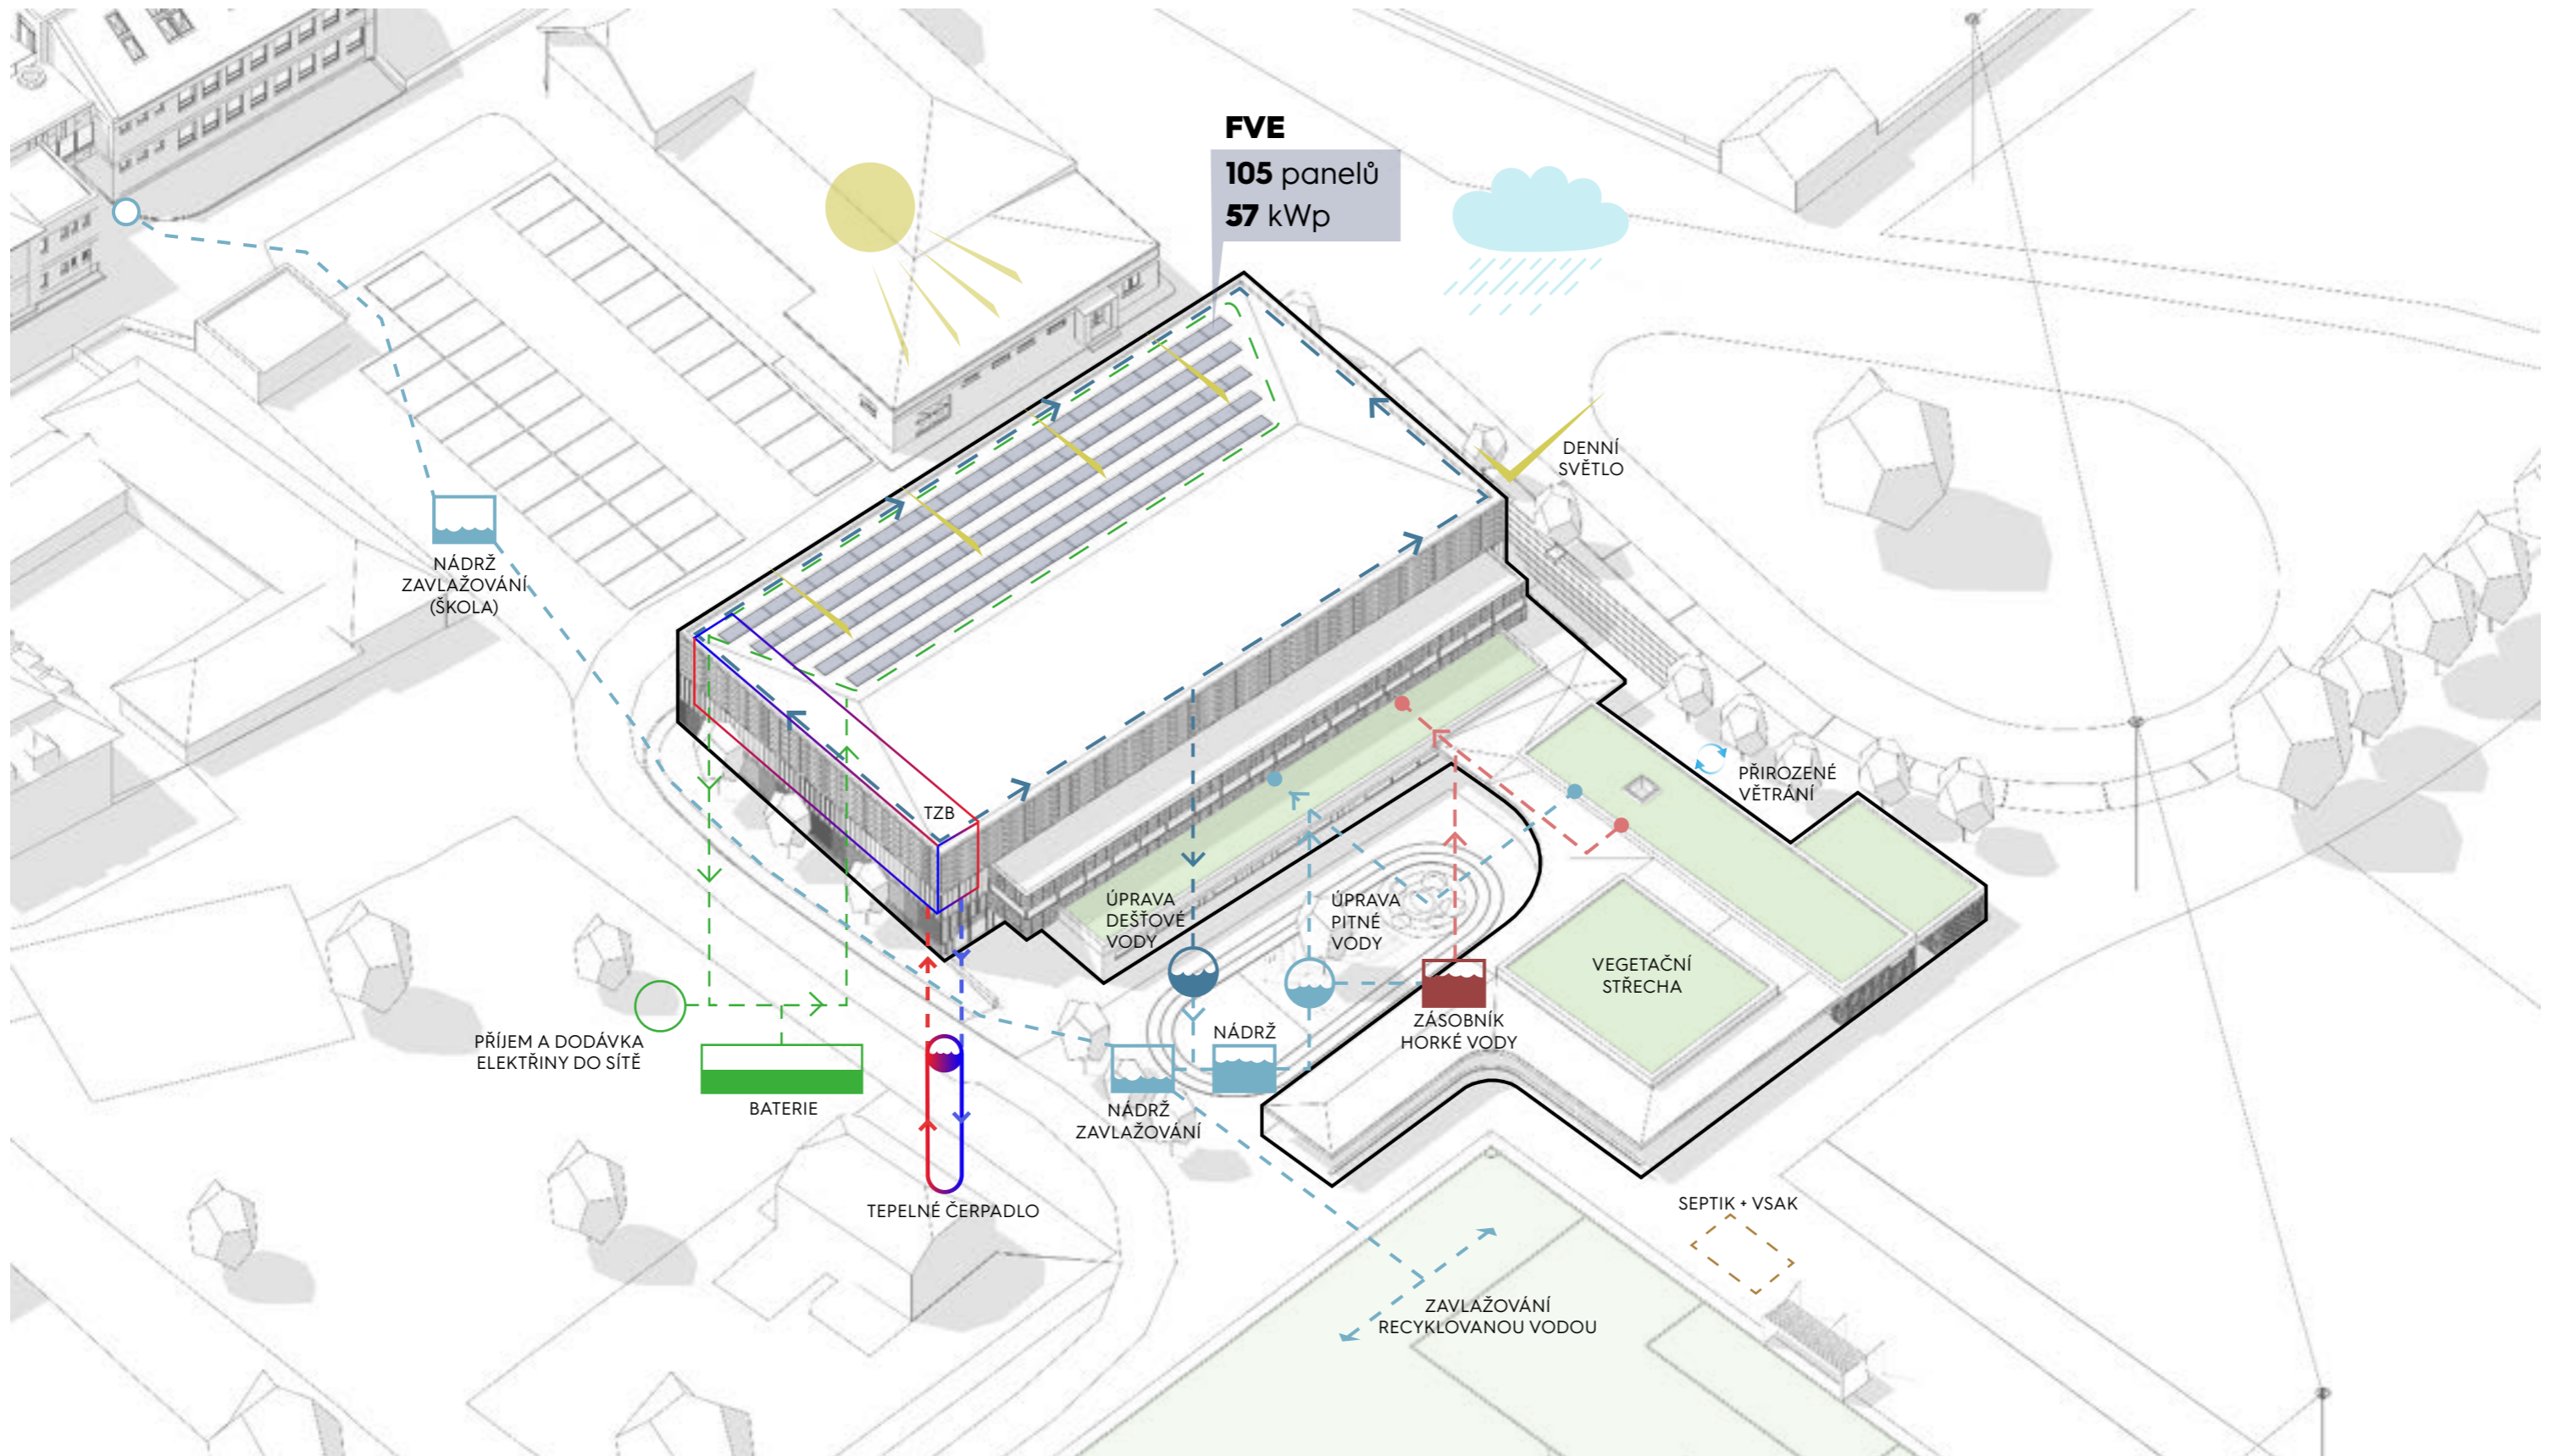 FVE
105 panelů
57 kWp
DENNÍ
SVĚTLO
NÁDRŽ
ZAVLAŽOVÁNÍ
(ŠKOLA)
PŘIROZENÉ
VĚTRÁNÍ
TZB
ÚPRAVA
DEŠŤOVÉ
VODY
ÚPRAVA
PITNÉ
VODY
VEGETAČNÍ
STŘECHA
PŘÍJEM A DODÁVKA
ELEKTŘINY DO SÍTĚ
NÁDRŽ
ZÁSOBNÍK
HORKÉ VODY
BATERIE
NÁDRŽ
ZAVLAŽOVÁNÍ
TEPELNÉ ČERPADLO
SEPTIK + VSAK
ZAVLAŽOVÁNÍ
RECYKLOVANOU VODOU